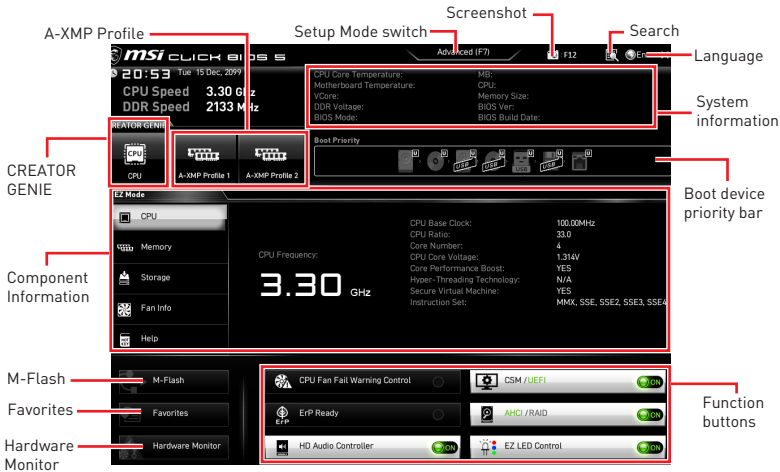 Screenshot
Setup Mode switch
Search
A-XMP Profile
msi CLICK BIOS 5
Advanced (F7)
F12
En
Language
20:53 Tue 15 Dec, 2099
CPU Speed 3.30 GHz
DDR Speed 2133 MHz
CPU Core Temperature:
Motherboard Temperature:
VCore:
DDR Voltage:
BIOS Mode:
MB:
CPU:
Memory Size:
BIOS Ver:
BIOS Build Date:
System
information
CREATOR GENIE
CPU
A-XMP Profile 1
A-XMP Profile 2
Boot Priority
U U U U U U U
USB USB USB USB
CREATOR
GENIE
Boot device
priority bar
EZ Mode
CPU
Memory
Storage
Fan Info
Help
HELP
CPU Frequency:
3.30 GHz
CPU Base Clock: 100.00MHz
CPU Ratio: 33.0
Core Number: 4
CPU Core Voltage: 1.314V
Core Performance Boost: YES
Hyper-Threading Technology: N/A
Secure Virtual Machine: YES
Instruction Set: MMX, SSE, SSE2, SSE3, SSE4
Component
Information
M-Flash
M-Flash
Favorites
Favorites
Hardware
Monitor
Hardware Monitor
CPU Fan Fail Warning Control
CSM /UEFI ON
ErP
ErP Ready
AHCI /RAID ON
HD Audio Controller ON
EZ LED Control ON
Function
buttons